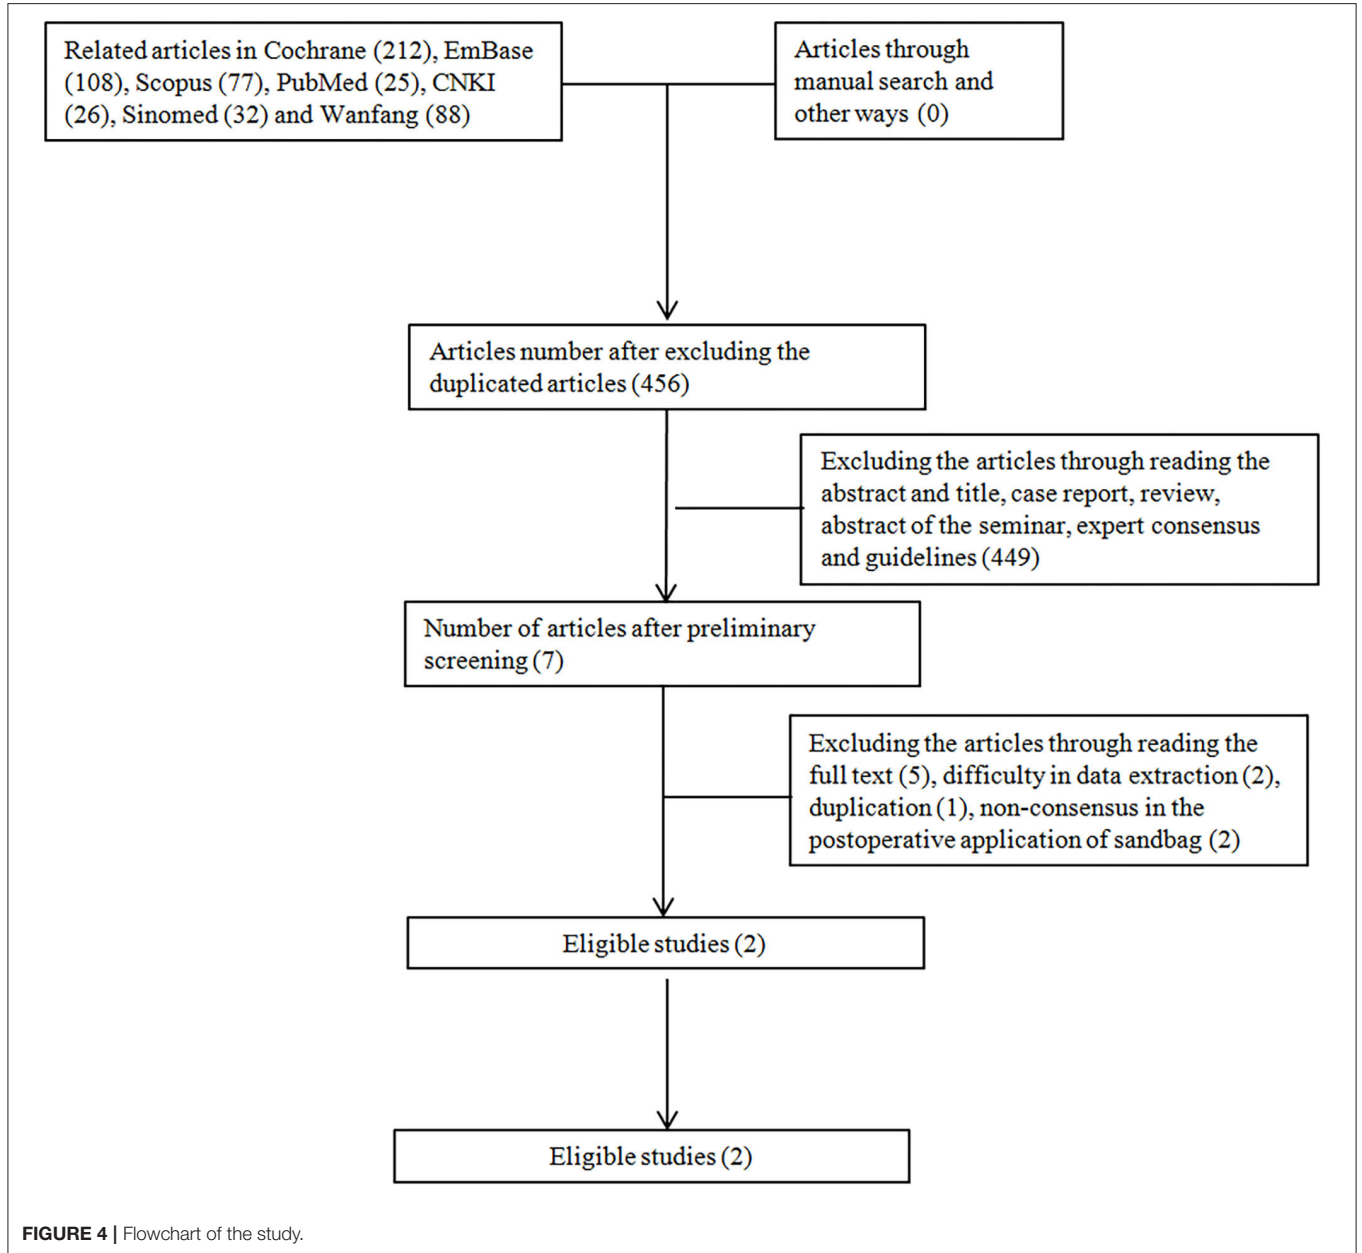 Related articles in Cochrane (212), EmBase
(108), Scopus (77), PubMed (25), CNKI
(26), Sinomed (32) and Wanfang (88)
Articles through
manual search and
other ways (0)
Articles number after excluding the
duplicated articles (456)
Excluding the articles through reading the
abstract and title, case report, review,
abstract of the seminar, expert consensus
and guidelines (449)
Number of articles after preliminary
screening (7)
Excluding the articles through reading the
full text (5), difficulty in data extraction (2),
duplication (1), non-consensus in the
postoperative application of sandbag (2)
Eligible studies (2)
Eligible studies (2)
FIGURE 4 | Flowchart of the study.